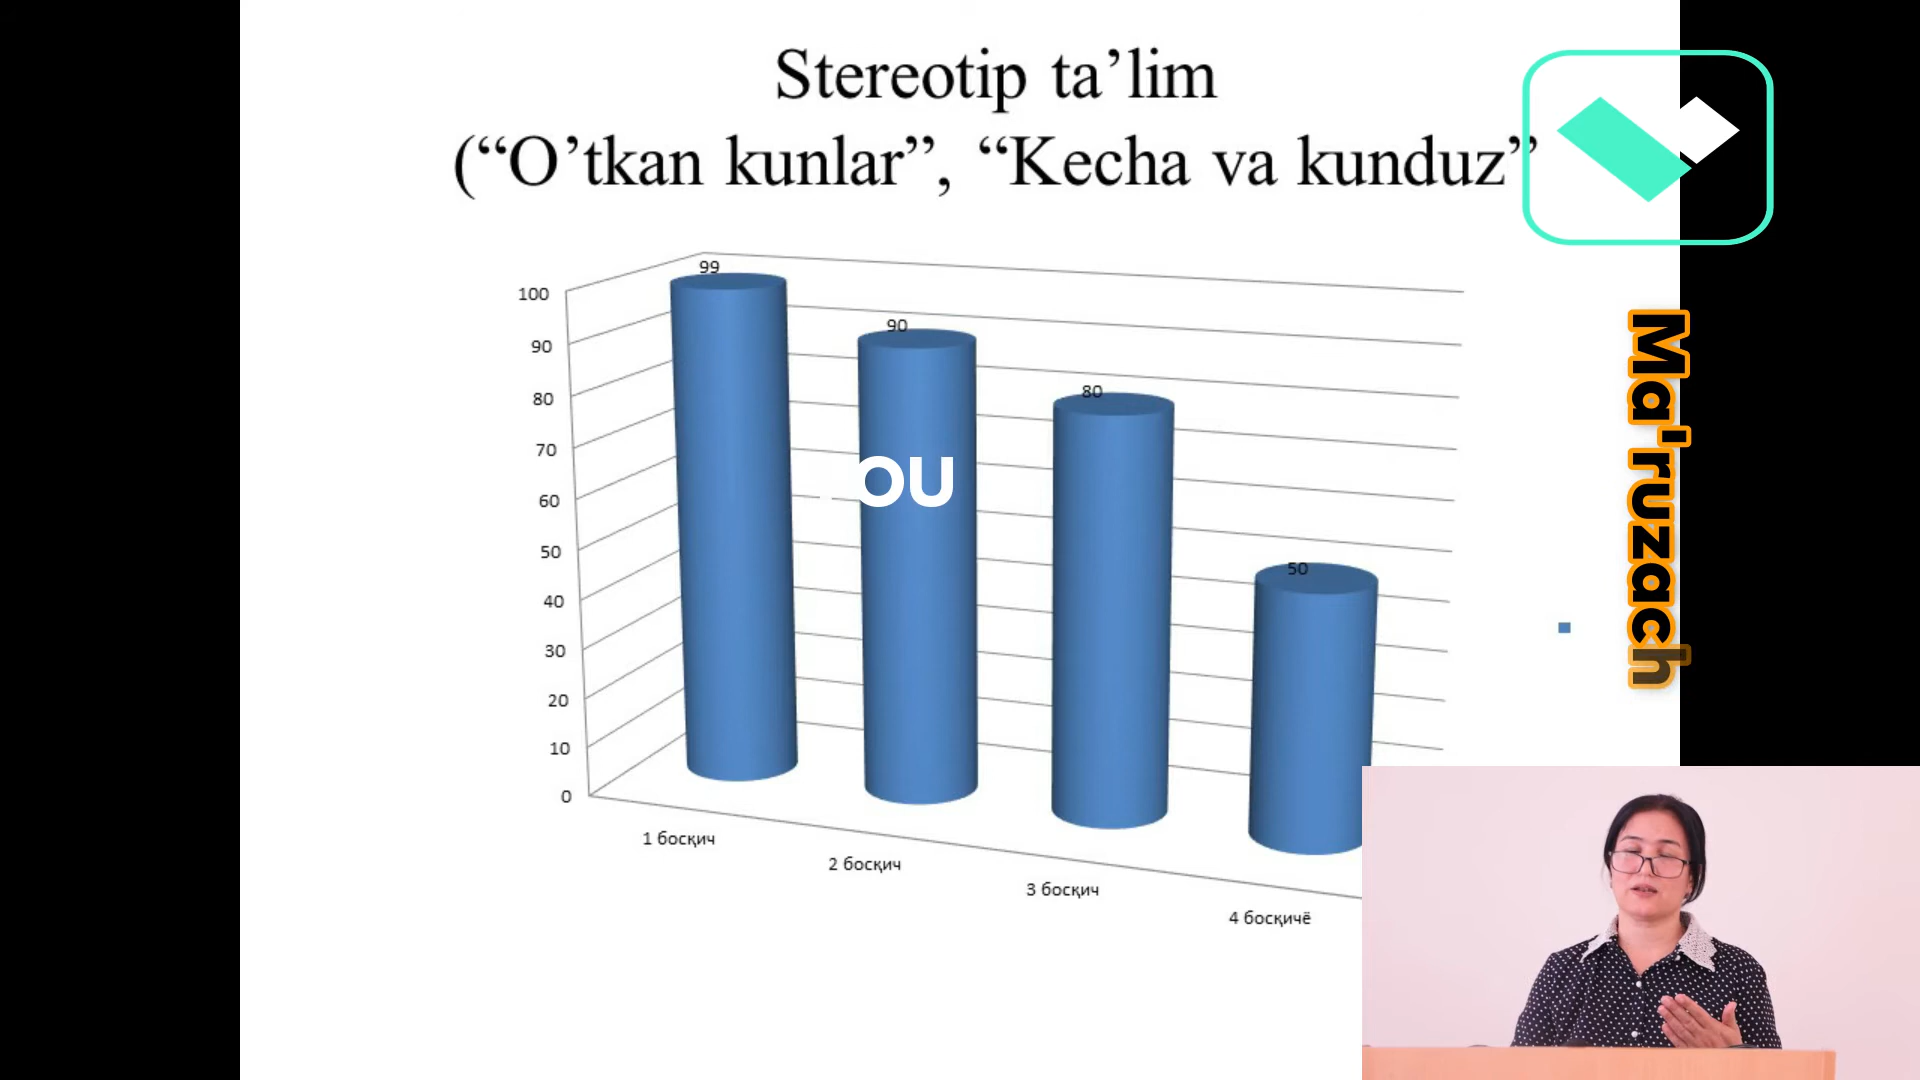 Stereotip ta’lim
(“O’tkan kunlar”, “Kecha va kunduz”
99
90
80
50
100
90
80
70
60
50
40
30
20
10
0
1 босқич
2 босқич
3 босқич
4 босқичё
Ma'ruzach